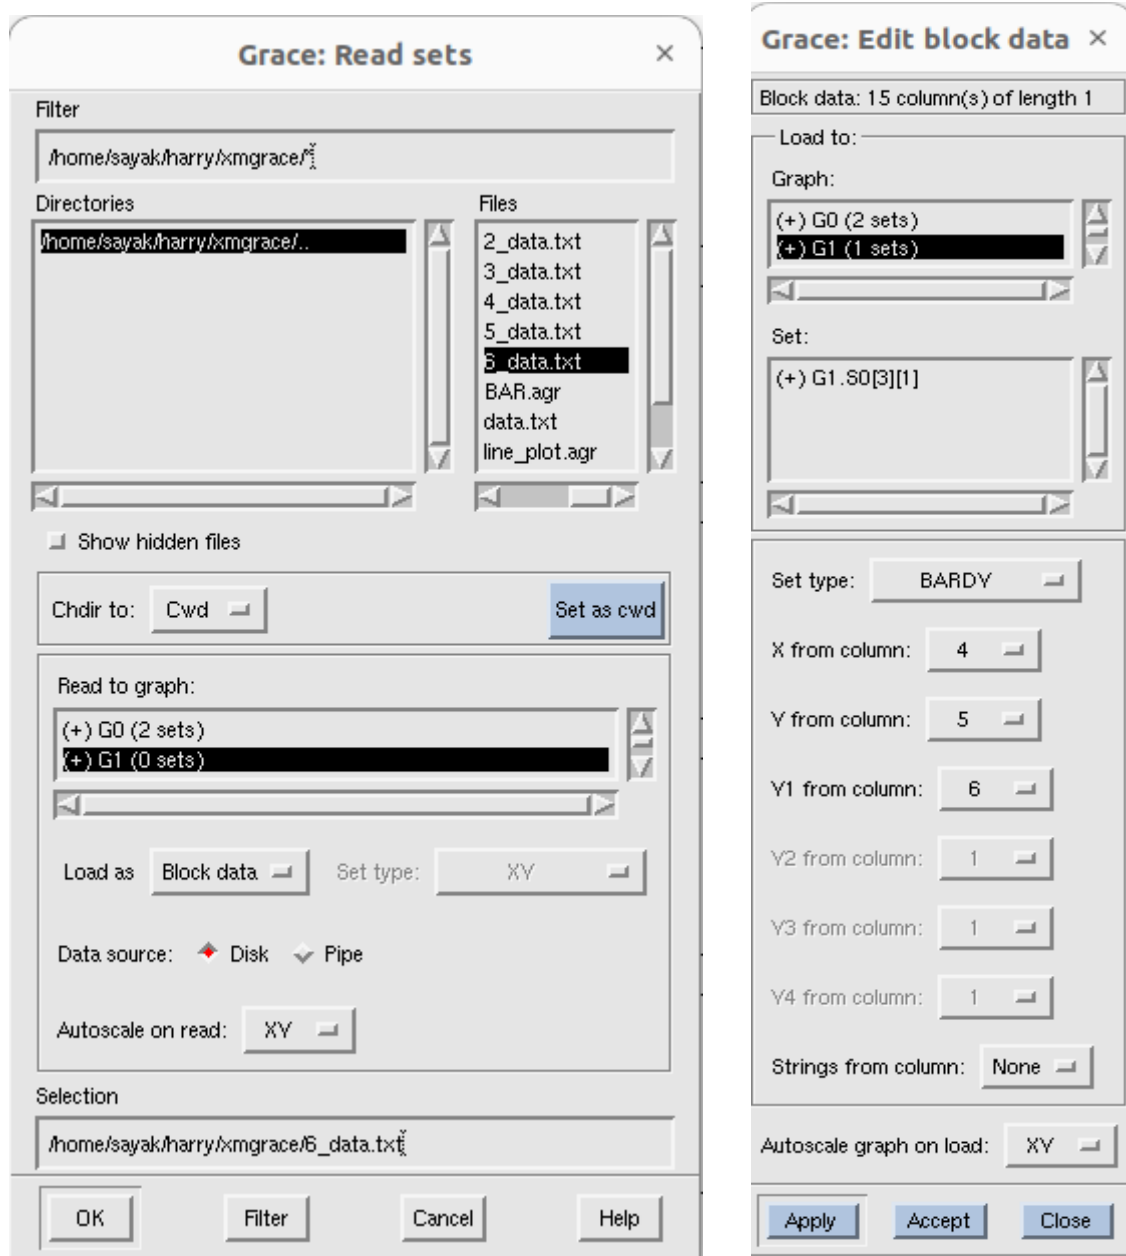 Grace: Read sets ×
Filter
/home/sayak/harry/xmgrace/*
Directories
/home/sayak/harry/xmgrace/..
Files
2_data.txt
3_data.txt
4_data.txt
5_data.txt
6_data.txt
BAR.agr
data.txt
line_plot.agr
Show hidden files
Chdir to: Cwd Set as cwd
Read to graph:
(+) G0 (2 sets)
(+) G1 (0 sets)
Load as Block data Set type: XY
Data source: Disk Pipe
Autoscale on read: XY
Selection
/home/sayak/harry/xmgrace/6_data.txt
OK Filter Cancel Help
Grace: Edit block data ×
Block data: 15 column(s) of length 1
Load to:
Graph:
(+) G0 (2 sets)
(+) G1 (1 sets)
Set:
(+) G1.S0[3][1]
Set type: BARDY
X from column: 4
Y from column: 5
Y1 from column: 6
Y2 from column: 1
Y3 from column: 1
Y4 from column: 1
Strings from column: None
Autoscale graph on load: XY
Apply Accept Close